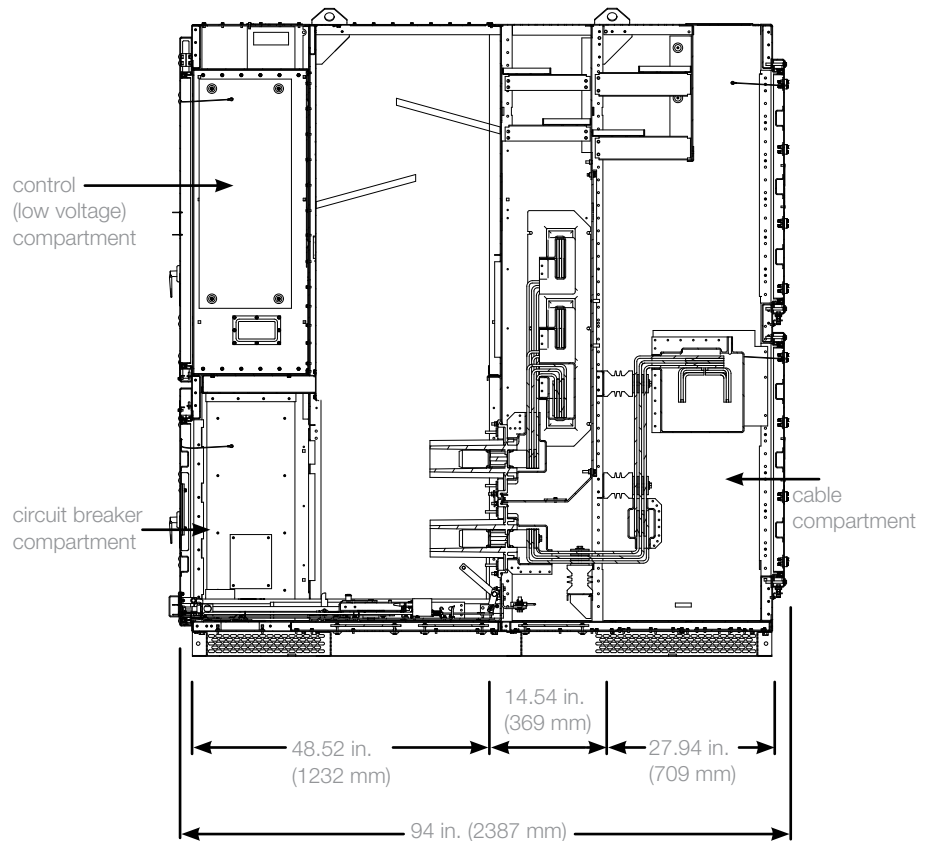 control
(low voltage)
compartment
circuit breaker
compartment
cable
compartment
14.54 in.
(369 mm)
48.52 in.
(1232 mm)
27.94 in.
(709 mm)
94 in. (2387 mm)